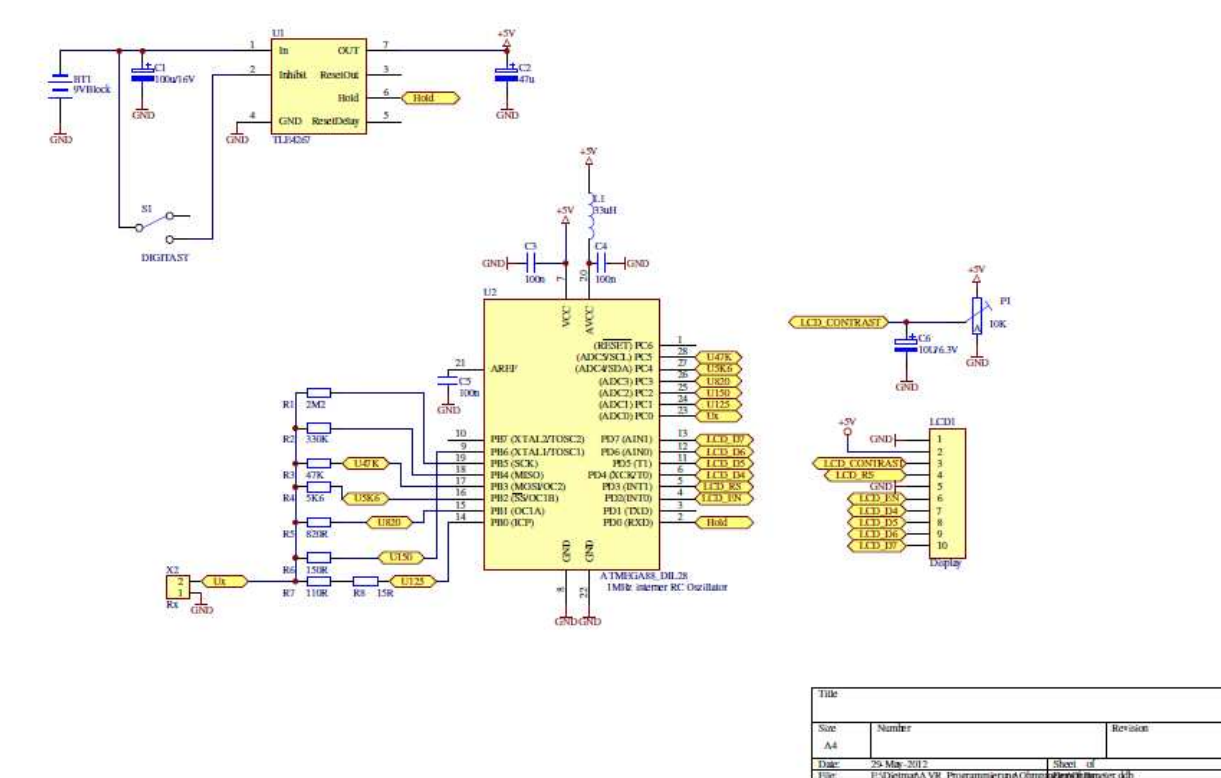 U1
+5V
1 In OUT 7
2 Inhibit ResetOut 3
Hold 6 Hold
4 GND ResetDelay 5
TLE4267
BT1
9VBlock
C1
100u/16V
C2
47u
GND
GND
GND
GND
S1
DIGITAST
+5V
L1
33uH
+5V
C3
100n
GND
C4
100n
GND
7
20
U2
VCC
AVCC
21 AREF
C5
100n
GND
(RESET) PC6 1
(ADC5/SCL) PC5 28 U47K
(ADC4/SDA) PC4 27 U5K6
(ADC3) PC3 26 U820
(ADC2) PC2 25 U150
(ADC1) PC1 24 U125
(ADC0) PC0 23 Ux
10 PB7 (XTAL2/TOSC2) PD7 (AIN1) 13 LCD_D7
9 PB6 (XTAL1/TOSC1) PD6 (AIN0) 12 LCD_D6
19 PB5 (SCK) PD5 (T1) 11 LCD_D5
18 PB4 (MISO) PD4 (XCK/T0) 6 LCD_D4
17 PB3 (MOSI/OC2) PD3 (INT1) 5 LCD_RS
16 PB2 (SS/OC1B) PD2 (INT0) 4 LCD_EN
15 PB1 (OC1A) PD1 (TXD) 3
14 PB0 (ICP) PD0 (RXD) 2 Hold
GND
GND
8
22
GND GND
ATMEGA88_DIL28
1MHz interner RC Oszillator
R1 2M2
R2 330K
R3 47K U47K
R4 5K6 U5K6
R5 820R U820
R6 150R U150
R7 110R R8 15R U125
X2
2
1
Rx
Ux
GND
+5V
P1
10K
A
GND
LCD_CONTRAST
C6
10U/6.3V
GND
LCD1
+5V
GND 1
2
LCD_CONTRAST 3
LCD_RS 4
GND 5
LCD_EN 6
LCD_D4 7
LCD_D5 8
LCD_D6 9
LCD_D7 10
Display
Title
Size Number Revision
A4
Date: 29-May-2012 Sheet of
File: